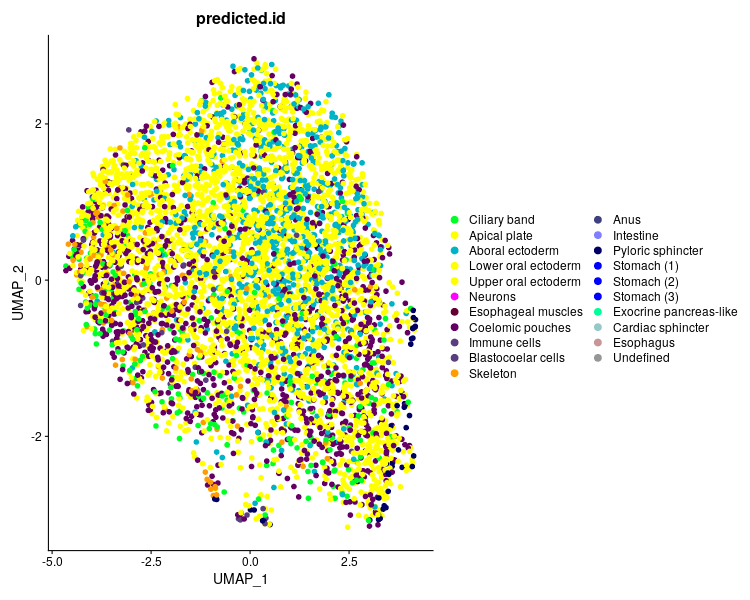 predicted.id
UMAP_2
2
0
-2
-5.0
-2.5
0.0
2.5
UMAP_1
Ciliary band
Apical plate
Aboral ectoderm
Lower oral ectoderm
Upper oral ectoderm
Neurons
Esophageal muscles
Coelomic pouches
Immune cells
Blastocoelar cells
Skeleton
Anus
Intestine
Pyloric sphincter
Stomach (1)
Stomach (2)
Stomach (3)
Exocrine pancreas-like
Cardiac sphincter
Esophagus
Undefined